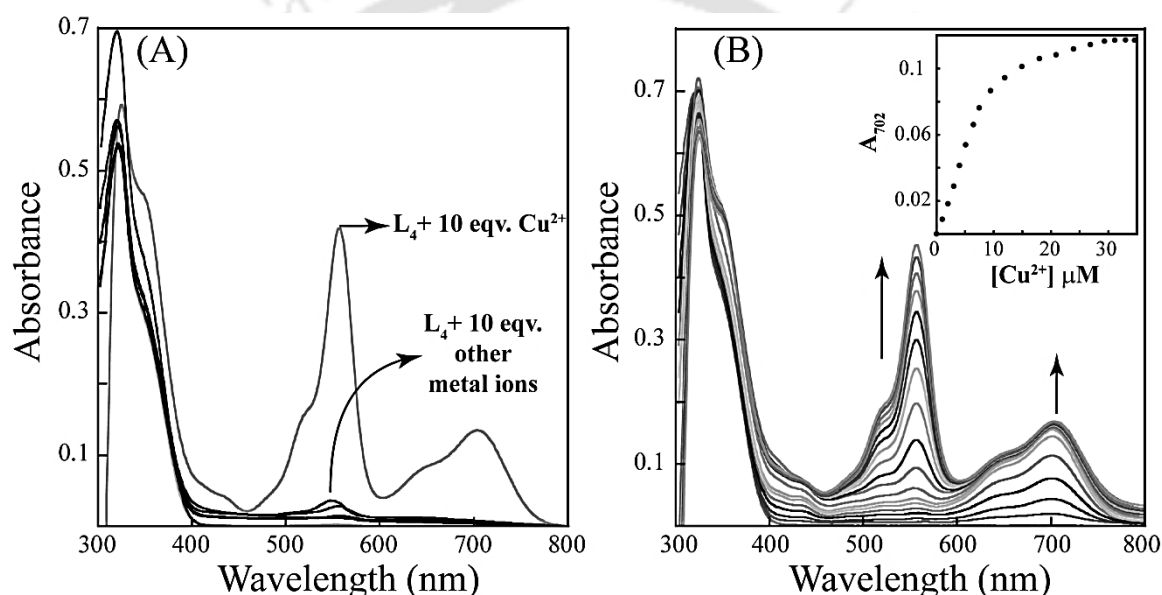 (A)
0.7
0.5
0.3
0.1
Absorbance
L₄+ 10 eqv. Cu²⁺
L₄+ 10 eqv.
other
metal ions
300 400 500 600 700 800
Wavelength (nm)
(B)
0.7
0.5
0.3
0.1
Absorbance
0.1
0.06
0.02
A₇₀₂
0 10 20 30
[Cu²⁺] μM
300 400 500 600 700 800
Wavelength (nm)